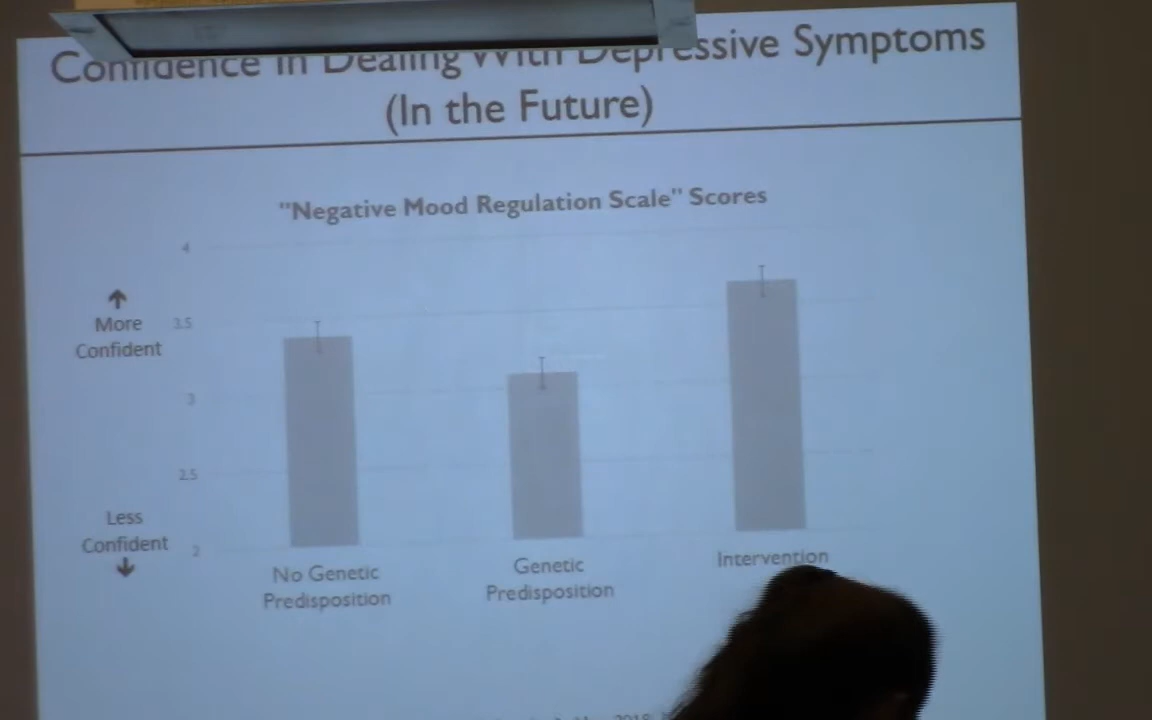 Confidence in Dealing With Depressive Symptoms
(In the Future)
"Negative Mood Regulation Scale" Scores
4
More
Confident
3.5
3
2.5
Less
Confident
2
No Genetic
Predisposition
Genetic
Predisposition
Intervention
2018